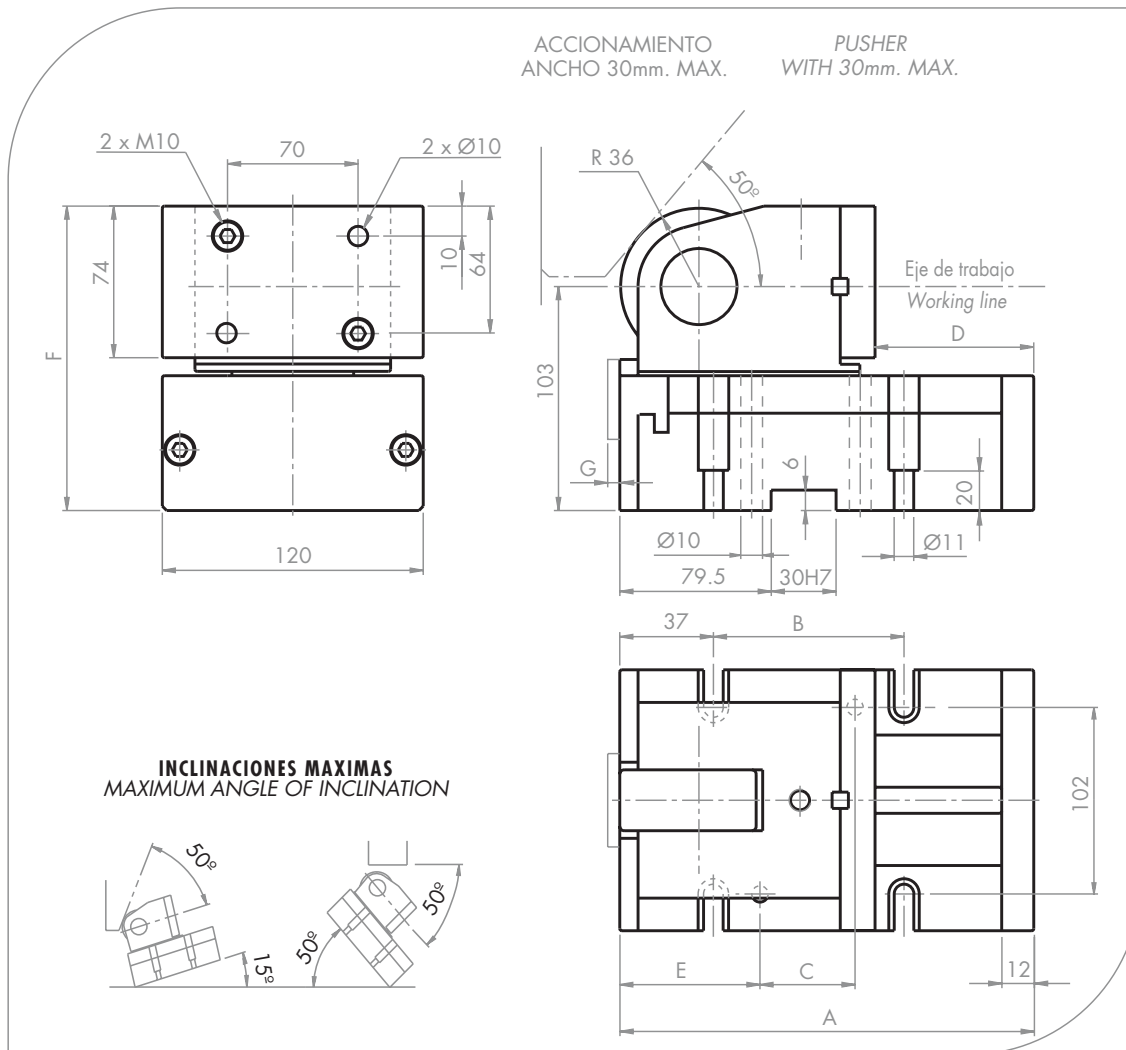 ACCIONAMIENTO
ANCHO 30mm. MAX.
PUSHER
WITH 30mm. MAX.
2 x M10
70
2 x Ø10
74
10
64
F
120
R 36
50º
Eje de trabajo
Working line
D
103
G
6
20
Ø10
Ø11
79.5
30H7
37
B
102
E
C
12
A
INCLINACIONES MAXIMAS
MAXIMUM ANGLE OF INCLINATION
50º
15º
50º
50º